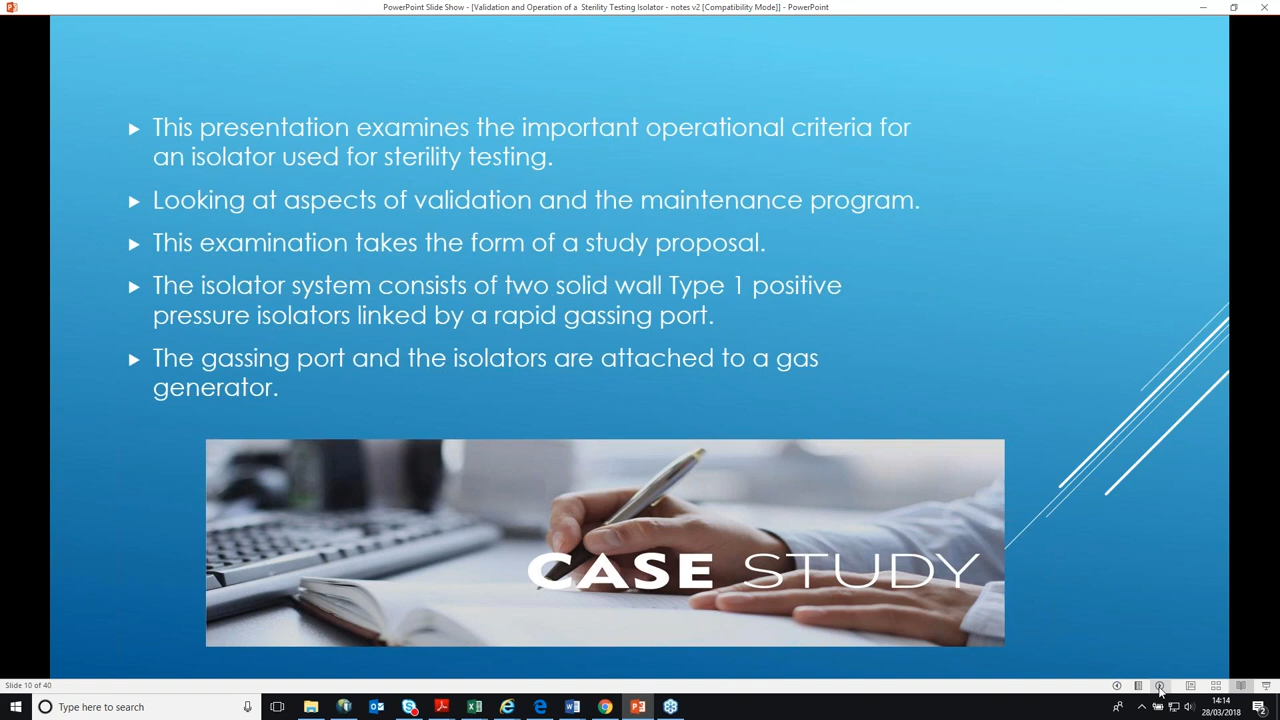 PowerPoint Slide Show - [Validation and Operation of a  Sterility Testing Isolator - notes v2 [Compatibility Mode]] - PowerPoint
This presentation examines the important operational criteria for
an isolator used for sterility testing.
Looking at aspects of validation and the maintenance program.
This examination takes the form of a study proposal.
The isolator system consists of two solid wall Type 1 positive
pressure isolators linked by a rapid gassing port.
The gassing port and the isolators are attached to a gas
generator.
CASE STUDY
Slide 10 of 40
Type here to search
14:14
28/03/2018
2